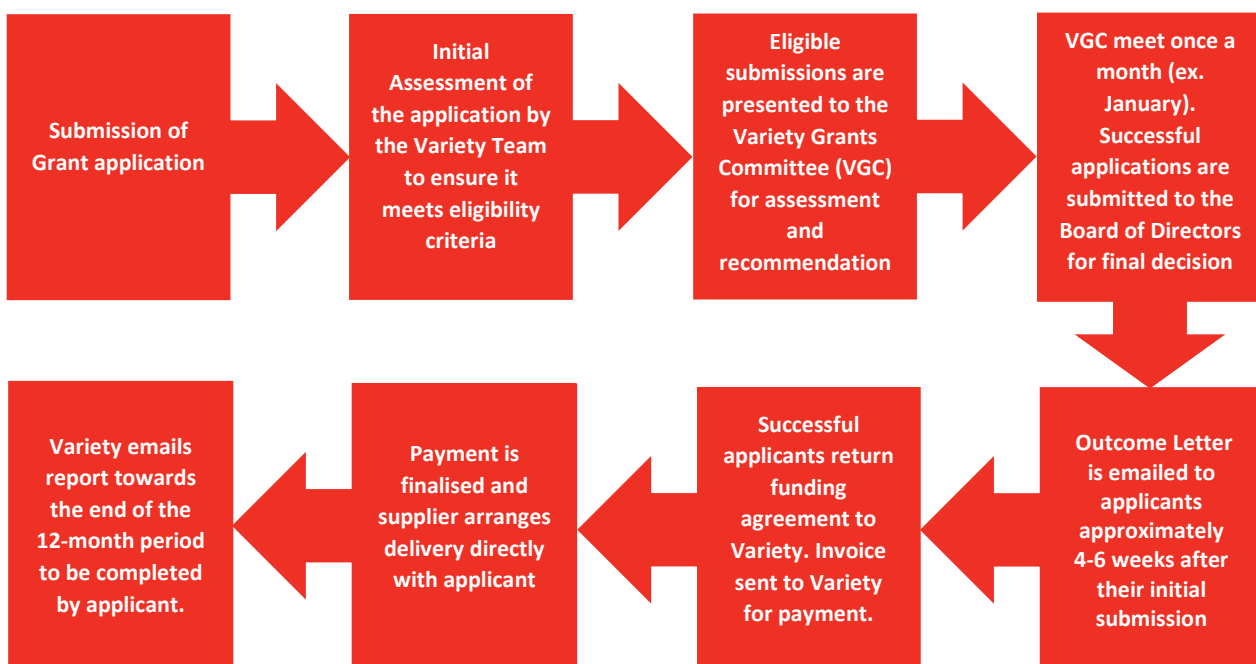 Submission of
Grant application
Initial
Assessment of
the application by
the Variety Team
to ensure it
meets eligibility
criteria
Eligible
submissions are
presented to the
Variety Grants
Committee (VGC)
for assessment
and
recommendation
VGC meet once a
month (ex.
January).
Successful
applications are
submitted to the
Board of Directors
for final decision
Outcome Letter
is emailed to
applicants
approximately
4-6 weeks after
their initial
submission
Successful
applicants return
funding
agreement to
Variety. Invoice
sent to Variety
for payment.
Payment is
finalised and
supplier arranges
delivery directly
with applicant
Variety emails
report towards
the end of the
12-month period
to be completed
by applicant.